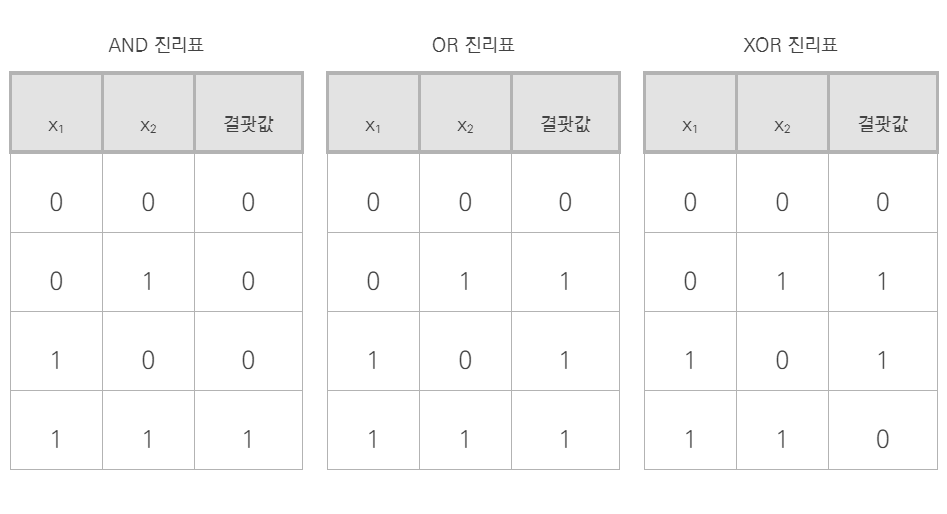 AND 진리표 OR 진리표 XOR 진리표
x₁ x₂ 결괏값 x₁ x₂ 결괏값 x₁ x₂ 결괏값
0 0 0 0 0 0 0 0 0
0 1 0 0 1 1 0 1 1
1 0 0 1 0 1 1 0 1
1 1 1 1 1 1 1 1 0